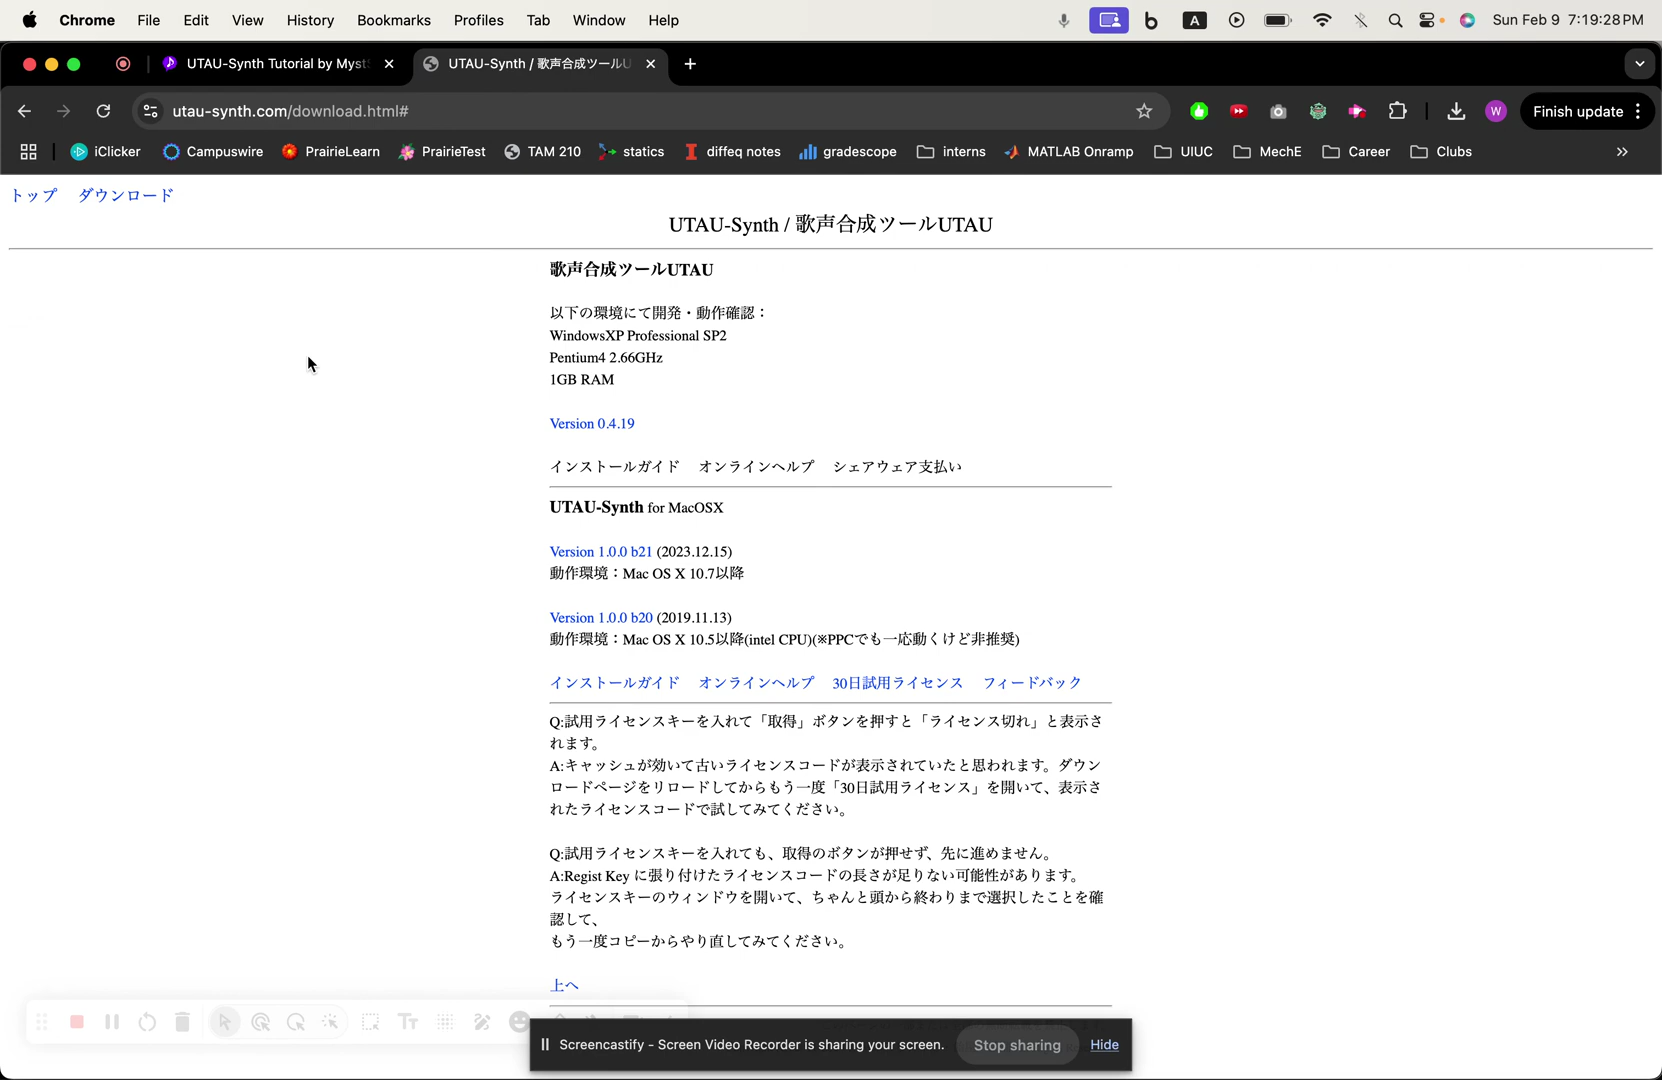 Chrome File Edit View History Bookmarks Profiles Tab Window Help A Sun Feb 9 7:19:28 PM
UTAU-Synth Tutorial by MystS UTAU-Synth / 歌声合成ツールU
utau-synth.com/download.html# W Finish update
iClicker Campuswire PrairieLearn PrairieTest TAM 210 statics diffeq notes gradescope interns MATLAB Onramp UIUC MechE Career Clubs
トップ ダウンロード
UTAU-Synth / 歌声合成ツールUTAU
歌声合成ツールUTAU
以下の環境にて開発・動作確認：
WindowsXP Professional SP2
Pentium4 2.66GHz
1GB RAM
Version 0.4.19
インストールガイド オンラインヘルプ シェアウェア支払い
UTAU-Synth for MacOSX
Version 1.0.0 b21 (2023.12.15)
動作環境：Mac OS X 10.7以降
Version 1.0.0 b20 (2019.11.13)
動作環境：Mac OS X 10.5以降(intel CPU)(※PPCでも一応動くけど非推奨)
インストールガイド オンラインヘルプ 30日試用ライセンス フィードバック
Q:試用ライセンスキーを入れて「取得」ボタンを押すと「ライセンス切れ」と表示さ
れます。
A:キャッシュが効いて古いライセンスコードが表示されていたと思われます。ダウン
ロードページをリロードしてからもう一度「30日試用ライセンス」を開いて、表示さ
れたライセンスコードで試してみてください。
Q:試用ライセンスキーを入れても、取得のボタンが押せず、先に進めません。
A:Regist Key に張り付けたライセンスコードの長さが足りない可能性があります。
ライセンスキーのウィンドウを開いて、ちゃんと頭から終わりまで選択したことを確
認して、
もう一度コピーからやり直してみてください。
上へ
Tт
Screencastify - Screen Video Recorder is sharing your screen. Stop sharing Hide